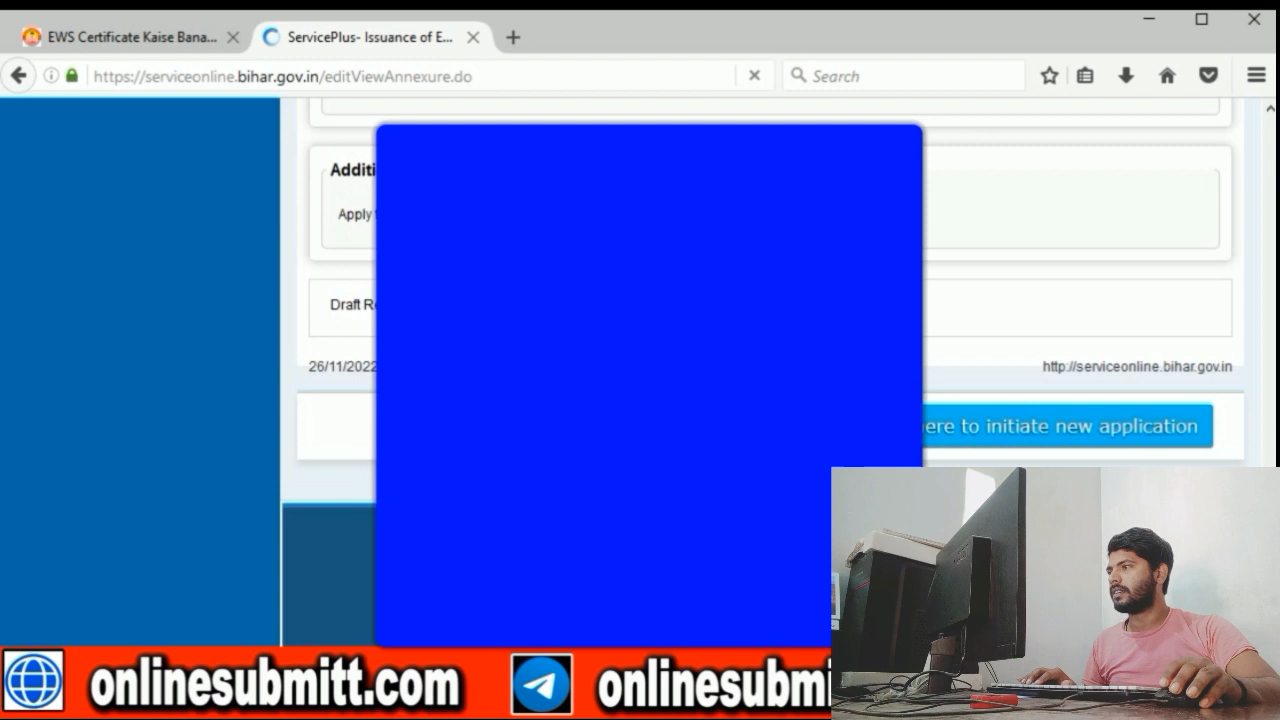 EWS Certificate Kaise Bana...
ServicePlus- Issuance of E...
https://serviceonline.bihar.gov.in/editViewAnnexure.do
Search
Additi
Apply
Draft R
26/11/2022
http://serviceonline.bihar.gov.in
ere to initiate new application
onlinesubmitt.com
onlinesubmi